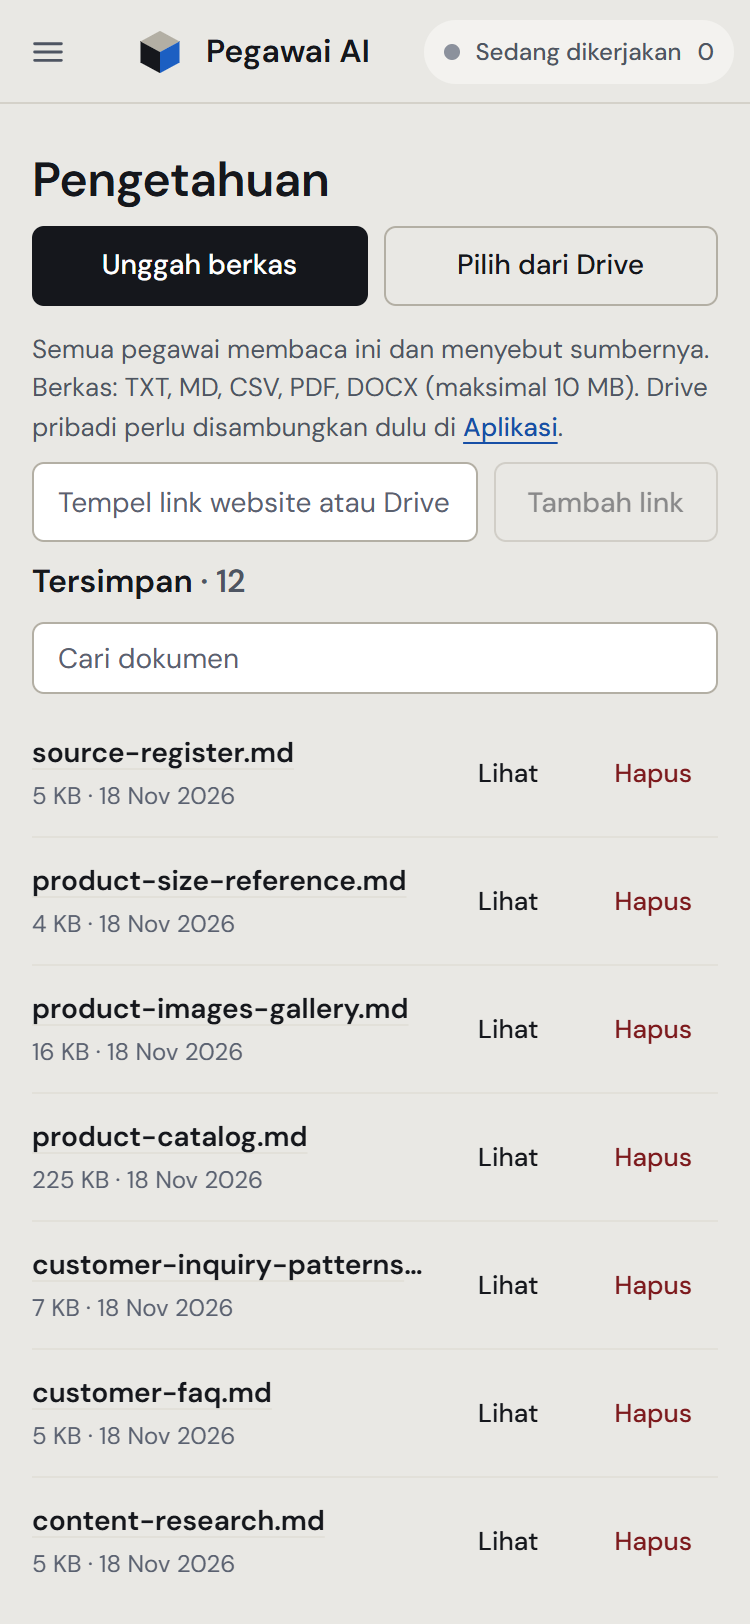 Pegawai AI
Sedang dikerjakan 0
Pengetahuan
Unggah berkas
Pilih dari Drive
Semua pegawai membaca ini dan menyebut sumbernya.
Berkas: TXT, MD, CSV, PDF, DOCX (maksimal 10 MB). Drive
pribadi perlu disambungkan dulu di Aplikasi.
Tempel link website atau Drive
Tambah link
Tersimpan · 12
Cari dokumen
source-register.md
5 KB · 18 Nov 2026
Lihat
Hapus
product-size-reference.md
4 KB · 18 Nov 2026
Lihat
Hapus
product-images-gallery.md
16 KB · 18 Nov 2026
Lihat
Hapus
product-catalog.md
225 KB · 18 Nov 2026
Lihat
Hapus
customer-inquiry-patterns...
7 KB · 18 Nov 2026
Lihat
Hapus
customer-faq.md
5 KB · 18 Nov 2026
Lihat
Hapus
content-research.md
5 KB · 18 Nov 2026
Lihat
Hapus